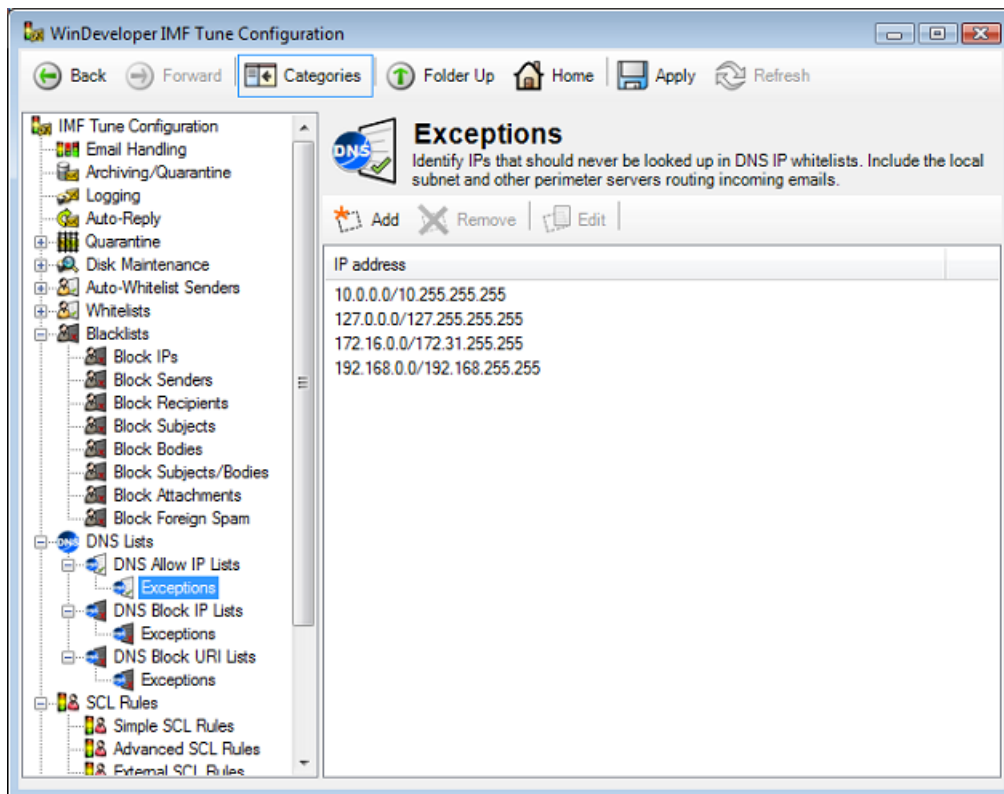 WinDeveloper IMF Tune Configuration
Back Forward Categories Folder Up Home Apply Refresh
IMF Tune Configuration
Email Handling
Archiving/Quarantine
Logging
Auto-Reply
Quarantine
Disk Maintenance
Auto-Whitelist Senders
Whitelists
Blacklists
Block IPs
Block Senders
Block Recipients
Block Subjects
Block Bodies
Block Subjects/Bodies
Block Attachments
Block Foreign Spam
DNS Lists
DNS Allow IP Lists
Exceptions
DNS Block IP Lists
Exceptions
DNS Block URI Lists
Exceptions
SCL Rules
Simple SCL Rules
Advanced SCL Rules
External SCL Rules
DNS
Exceptions
Identify IPs that should never be looked up in DNS IP whitelists. Include the local
subnet and other perimeter servers routing incoming emails.
Add Remove Edit
IP address
10.0.0.0/10.255.255.255
127.0.0.0/127.255.255.255
172.16.0.0/172.31.255.255
192.168.0.0/192.168.255.255